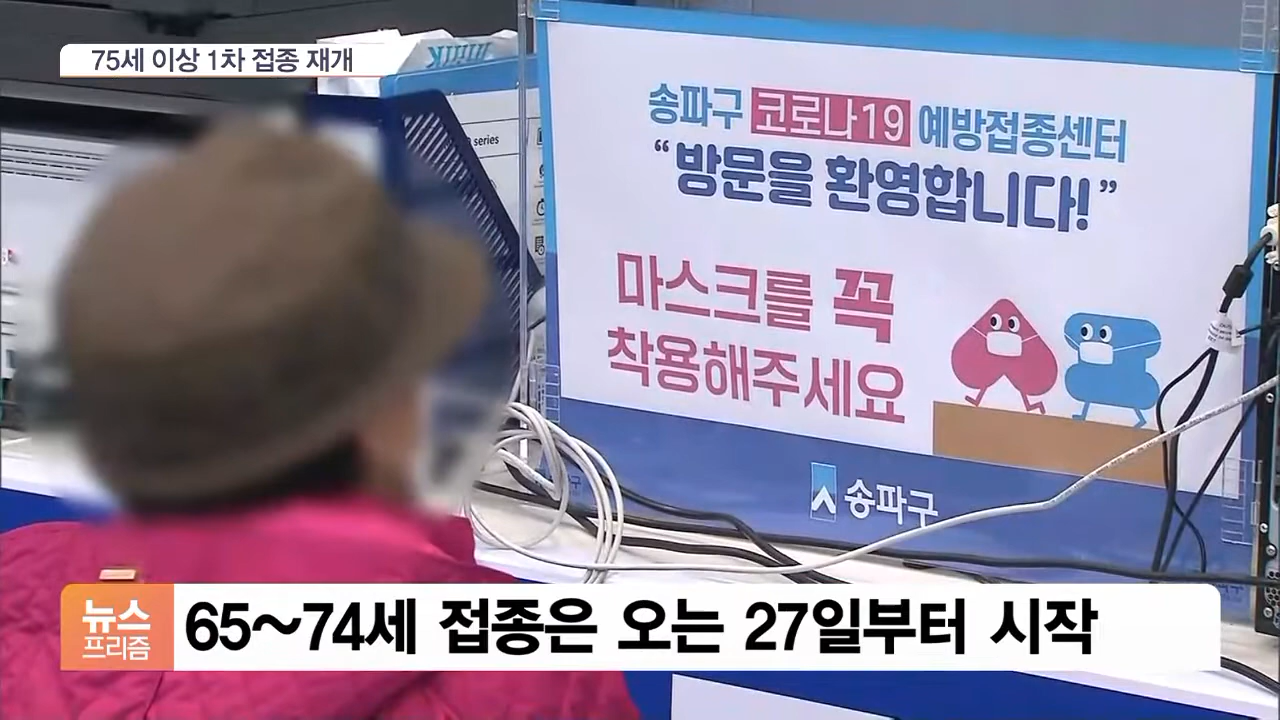 75세 이상 1차 접종 재개
series
송파구 코로나19 예방접종센터
“방문을 환영합니다!”
마스크를 꼭
착용해주세요
송파구
뉴스
프리즘
65~74세 접종은 오는 27일부터 시작